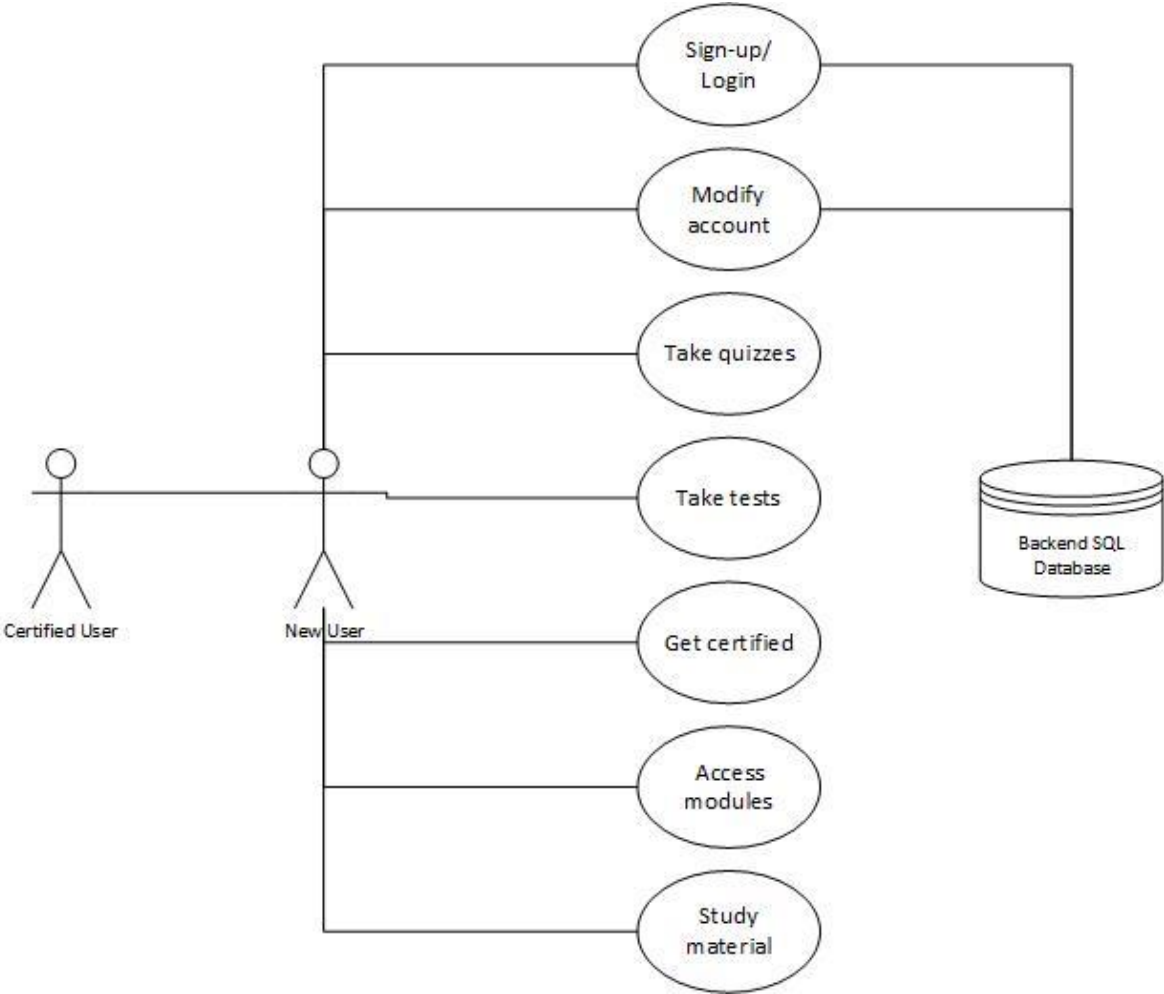 Sign-up/
Login
Modify
account
Take quizzes
Take tests
Backend SQL
Database
Certified User
New User
Get certified
Access
modules
Study
material